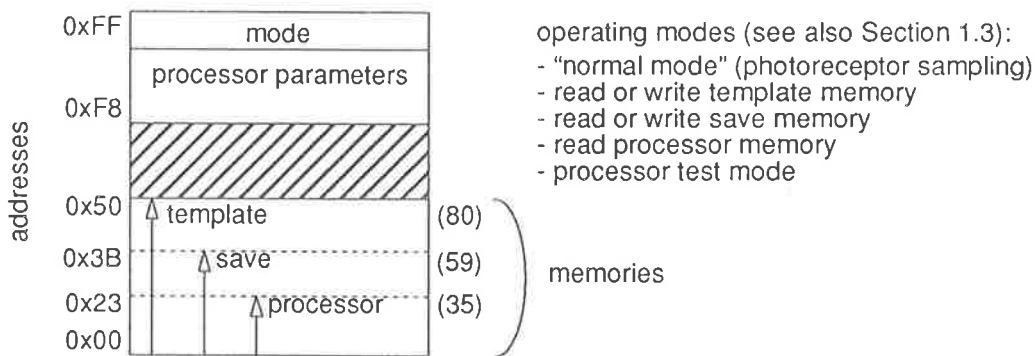 0xFF
mode
operating modes (see also Section 1.3):
processor parameters
- "normal mode" (photoreceptor sampling)
- read or write template memory
0xF8
- read or write save memory
- read processor memory
- processor test mode
addresses
0x50
template
(80)
0x3B
save
(59)
memories
0x23
processor
(35)
0x00